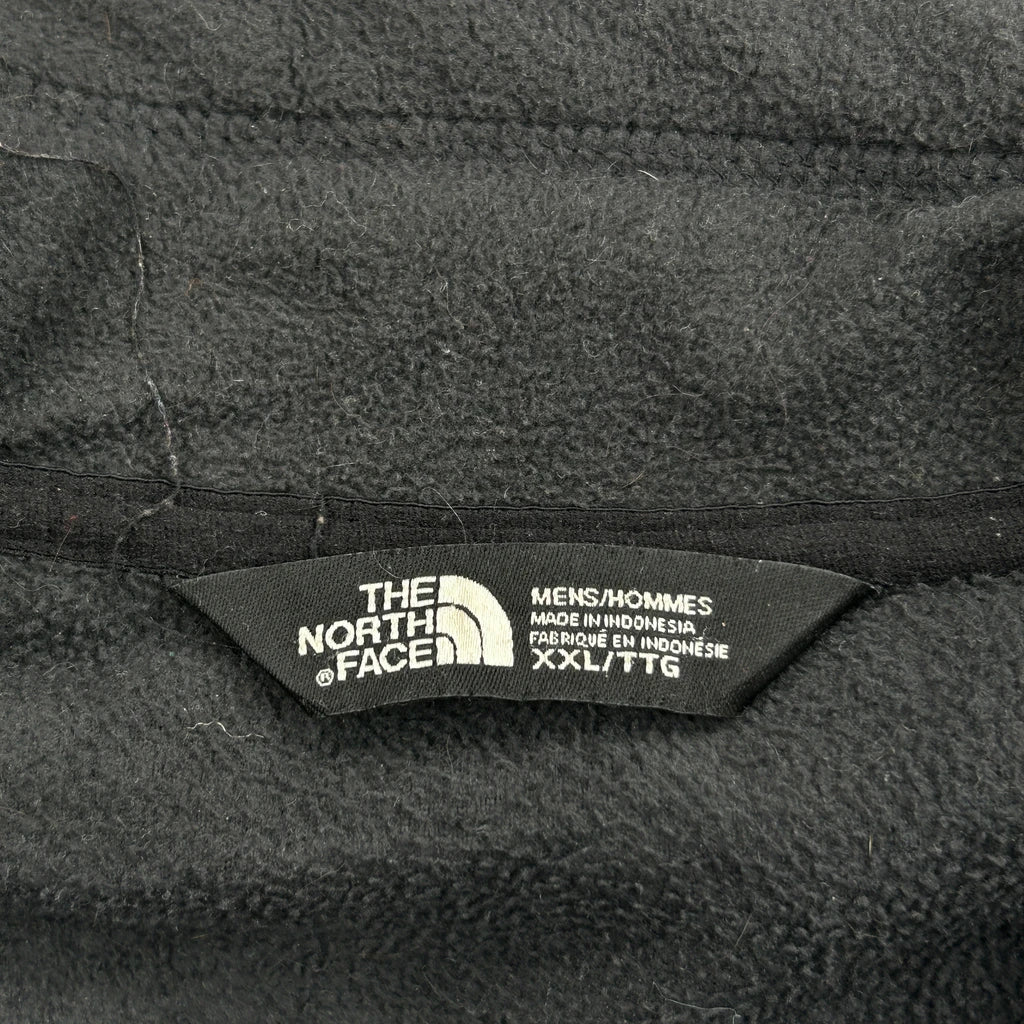 THE
NORTH
®FACE
MENS/HOMMES
MADE IN INDONESIA
FABRIQUÉ EN INDONÉSIE
XXL/TTG